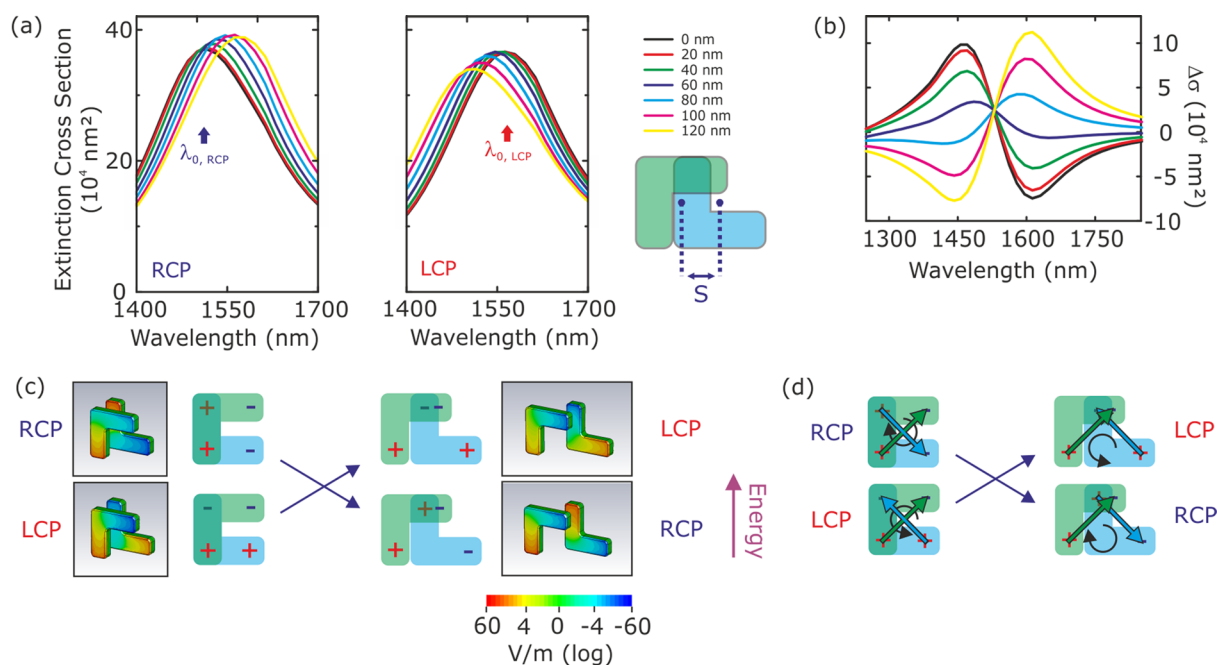 (a)
Extinction Cross Section
(10⁴ nm²)
40
20
0
RCP
λ0, RCP
1400 1550 1700
Wavelength (nm)
LCP
λ0, LCP
1400 1550 1700
Wavelength (nm)
0 nm
20 nm
40 nm
60 nm
80 nm
100 nm
120 nm
S
(b)
10
5
0
-5
-10
Δσ (10⁴ nm²)
1300 1450 1600 1750
Wavelength (nm)
(c)
RCP
+ -
+ -
- -
+ +
LCP
LCP
- -
+ +
+ -
+ -
RCP
Energy
60 4 0 -4 -60
V/m (log)
(d)
RCP
LCP
LCP
RCP